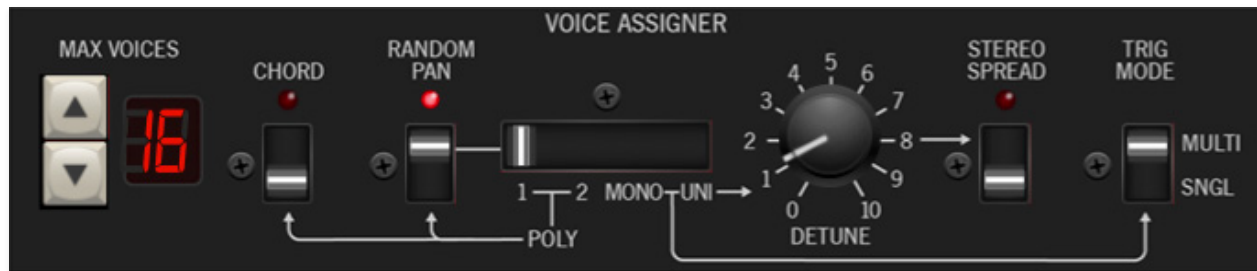 VOICE ASSIGNER
MAX VOICES
16
CHORD
RANDOM
PAN
1 2 MONO UNI
POLY
5
4 6
3 7
2 8
1 9
0 10
DETUNE
STEREO
SPREAD
TRIG
MODE
MULTI
SNGL